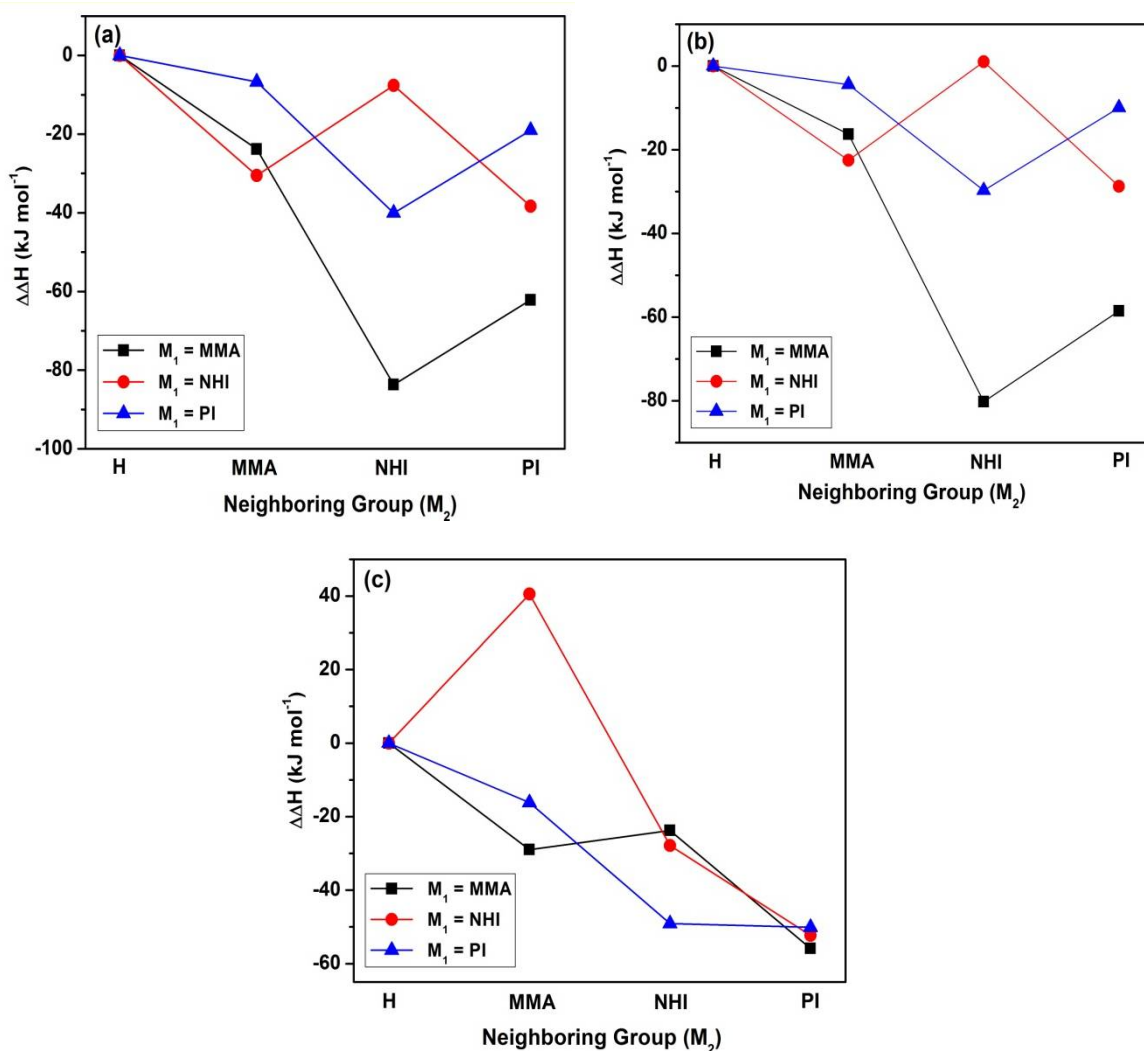 (a)
0
-20
-40
-60
-80
-100
ΔΔH (kJ mol⁻¹)
M₁ = MMA
M₁ = NHI
M₁ = PI
H MMA NHI PI
Neighboring Group (M₂)
(b)
0
-20
-40
-60
-80
ΔΔH (kJ mol⁻¹)
M₁ = MMA
M₁ = NHI
M₁ = PI
H MMA NHI PI
Neighboring Group (M₂)
(c)
40
20
0
-20
-40
-60
ΔΔH (kJ mol⁻¹)
M₁ = MMA
M₁ = NHI
M₁ = PI
H MMA NHI PI
Neighboring Group (M₂)